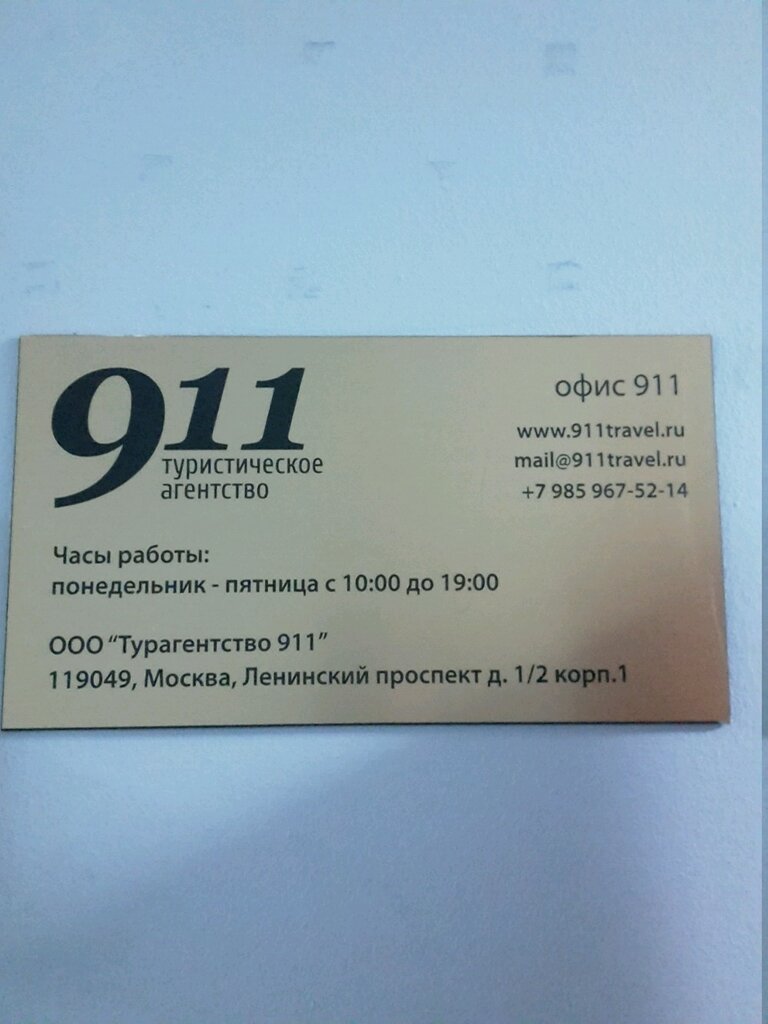 911
туристическое
агентство
офис 911
www.911travel.ru
mail@911travel.ru
+7 985 967-52-14
Часы работы:
понедельник - пятница с 10:00 до 19:00
ООО “Турагентство 911”
119049, Москва, Ленинский проспект д. 1/2 корп.1